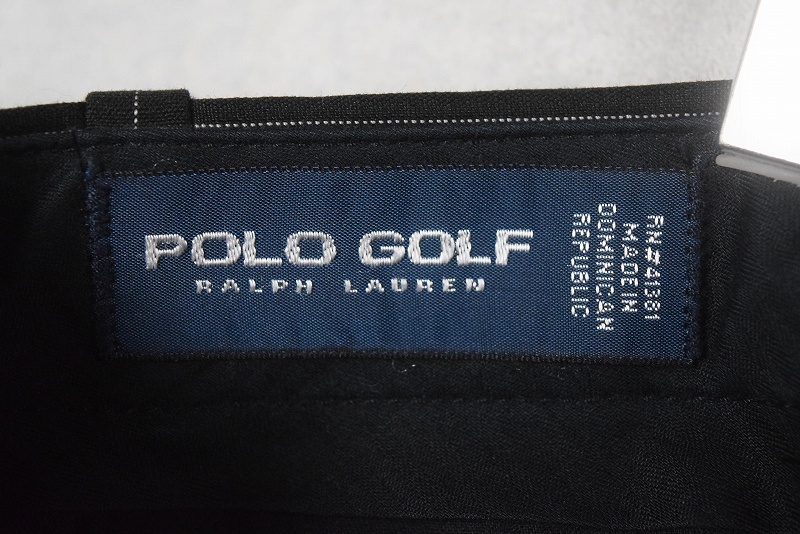 POLO GOLF
RALPH LAUREN
RN#41381
MADE IN
DOMINICAN
REPUBLIC